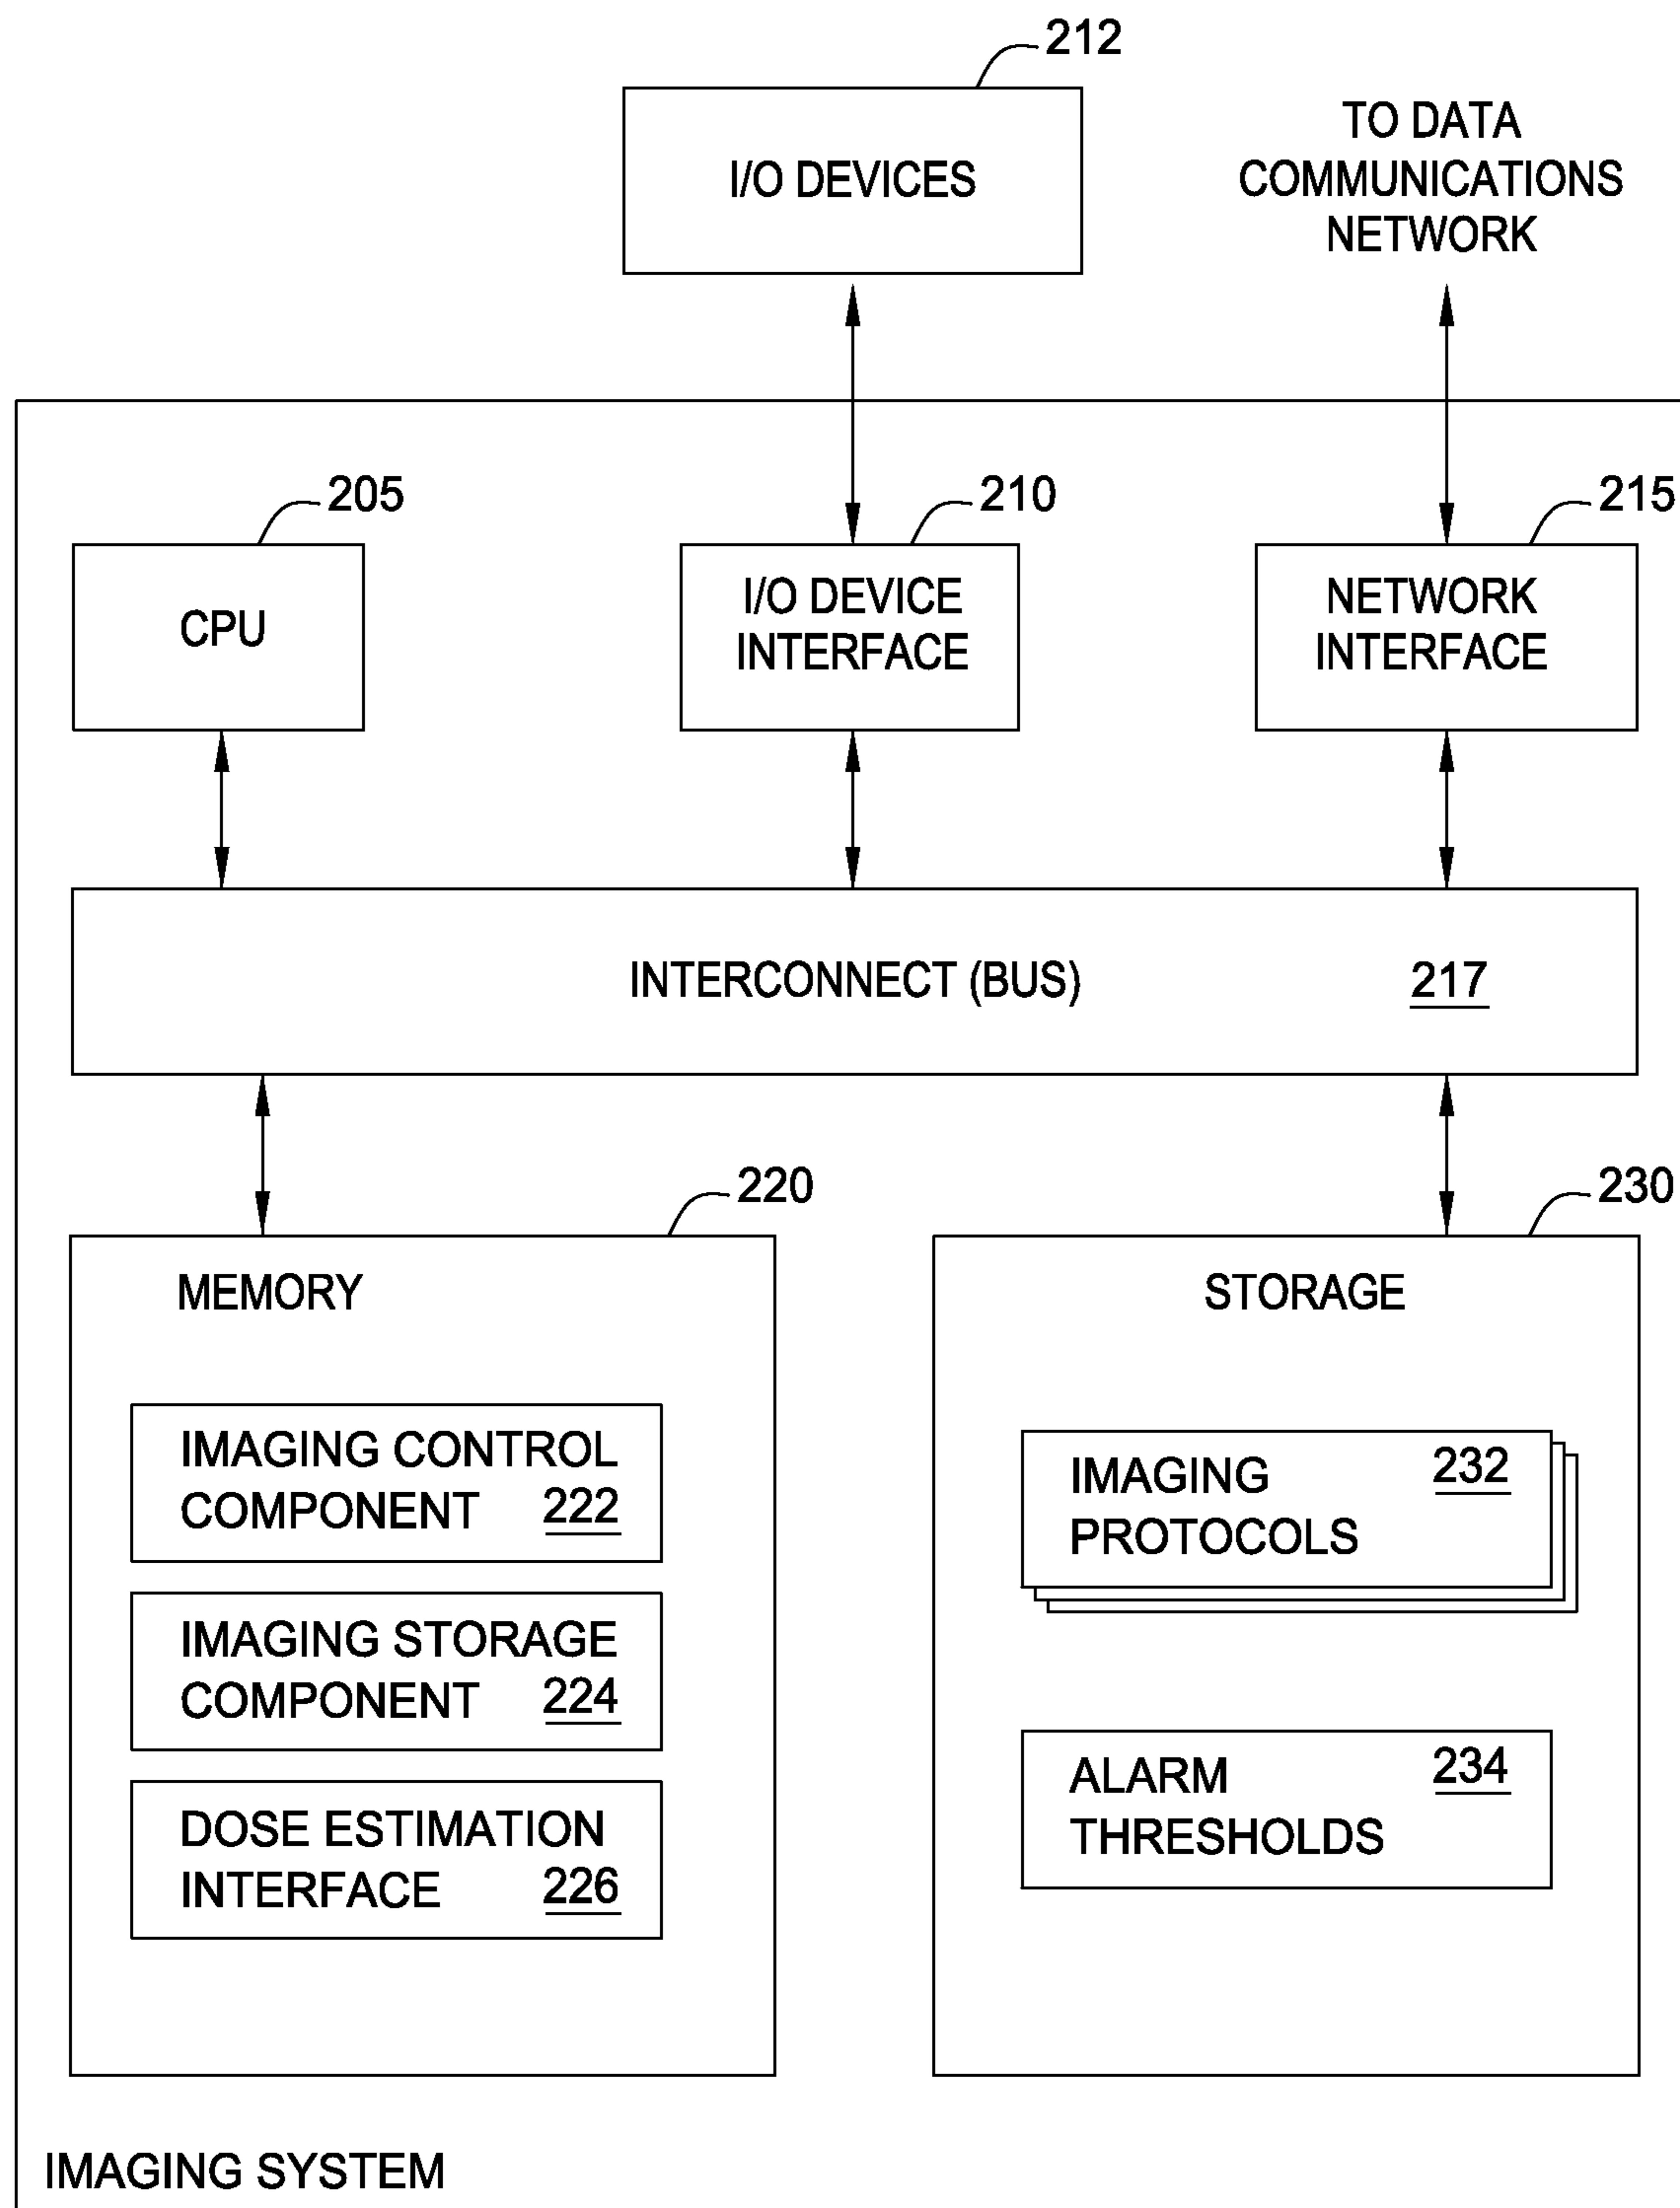 212
I/O DEVICES
TO DATA
COMMUNICATIONS
NETWORK
205
210
215
CPU
I/O DEVICE
INTERFACE
NETWORK
INTERFACE
INTERCONNECT (BUS)
217
220
230
MEMORY
IMAGING CONTROL
COMPONENT 222
IMAGING STORAGE
COMPONENT 224
DOSE ESTIMATION
INTERFACE 226
STORAGE
IMAGING 232
PROTOCOLS
ALARM 234
THRESHOLDS
IMAGING SYSTEM